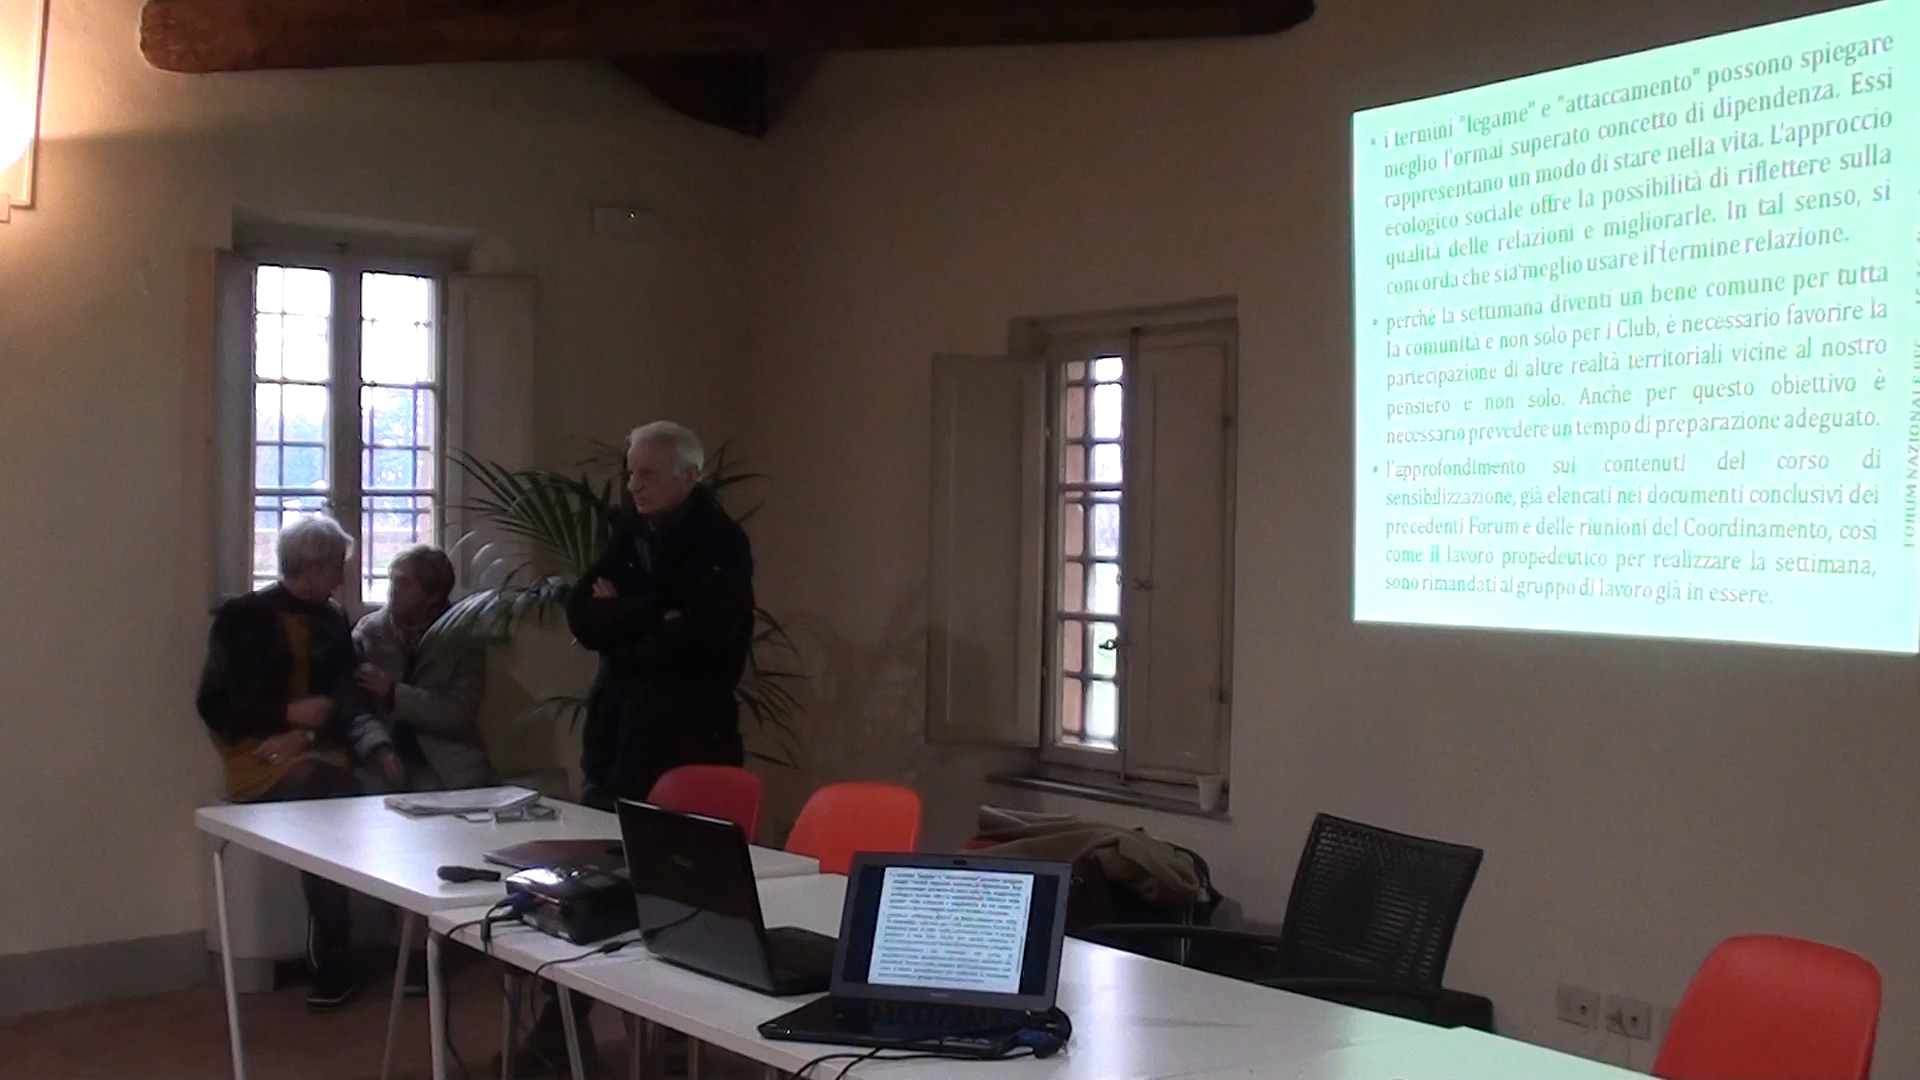 • i termini "legame" e "attaccamento" possono spiegare
meglio l'ormai superato concetto di dipendenza. Essi
rappresentano un modo di stare nella vita. L'approccio
ecologico sociale offre la possibilità di riflettere sulla
qualità delle relazioni e migliorarle. In tal senso, si
concorda che sia meglio usare il termine relazione.
• perché la settimana diventi un bene comune per tutta
la comunità e non solo per i Club, è necessario favorire la
partecipazione di altre realtà territoriali vicine al nostro
pensiero e non solo. Anche per questo obiettivo è
necessario prevedere un tempo di preparazione adeguato.
• l'approfondimento sui contenuti del corso di
sensibilizzazione, già elencati nei documenti conclusivi dei
precedenti Forum e delle riunioni del Coordinamento, così
come il lavoro propedeutico per realizzare la settimana,
sono rimandati al gruppo di lavoro già in essere.
FORUM NAZIONALE